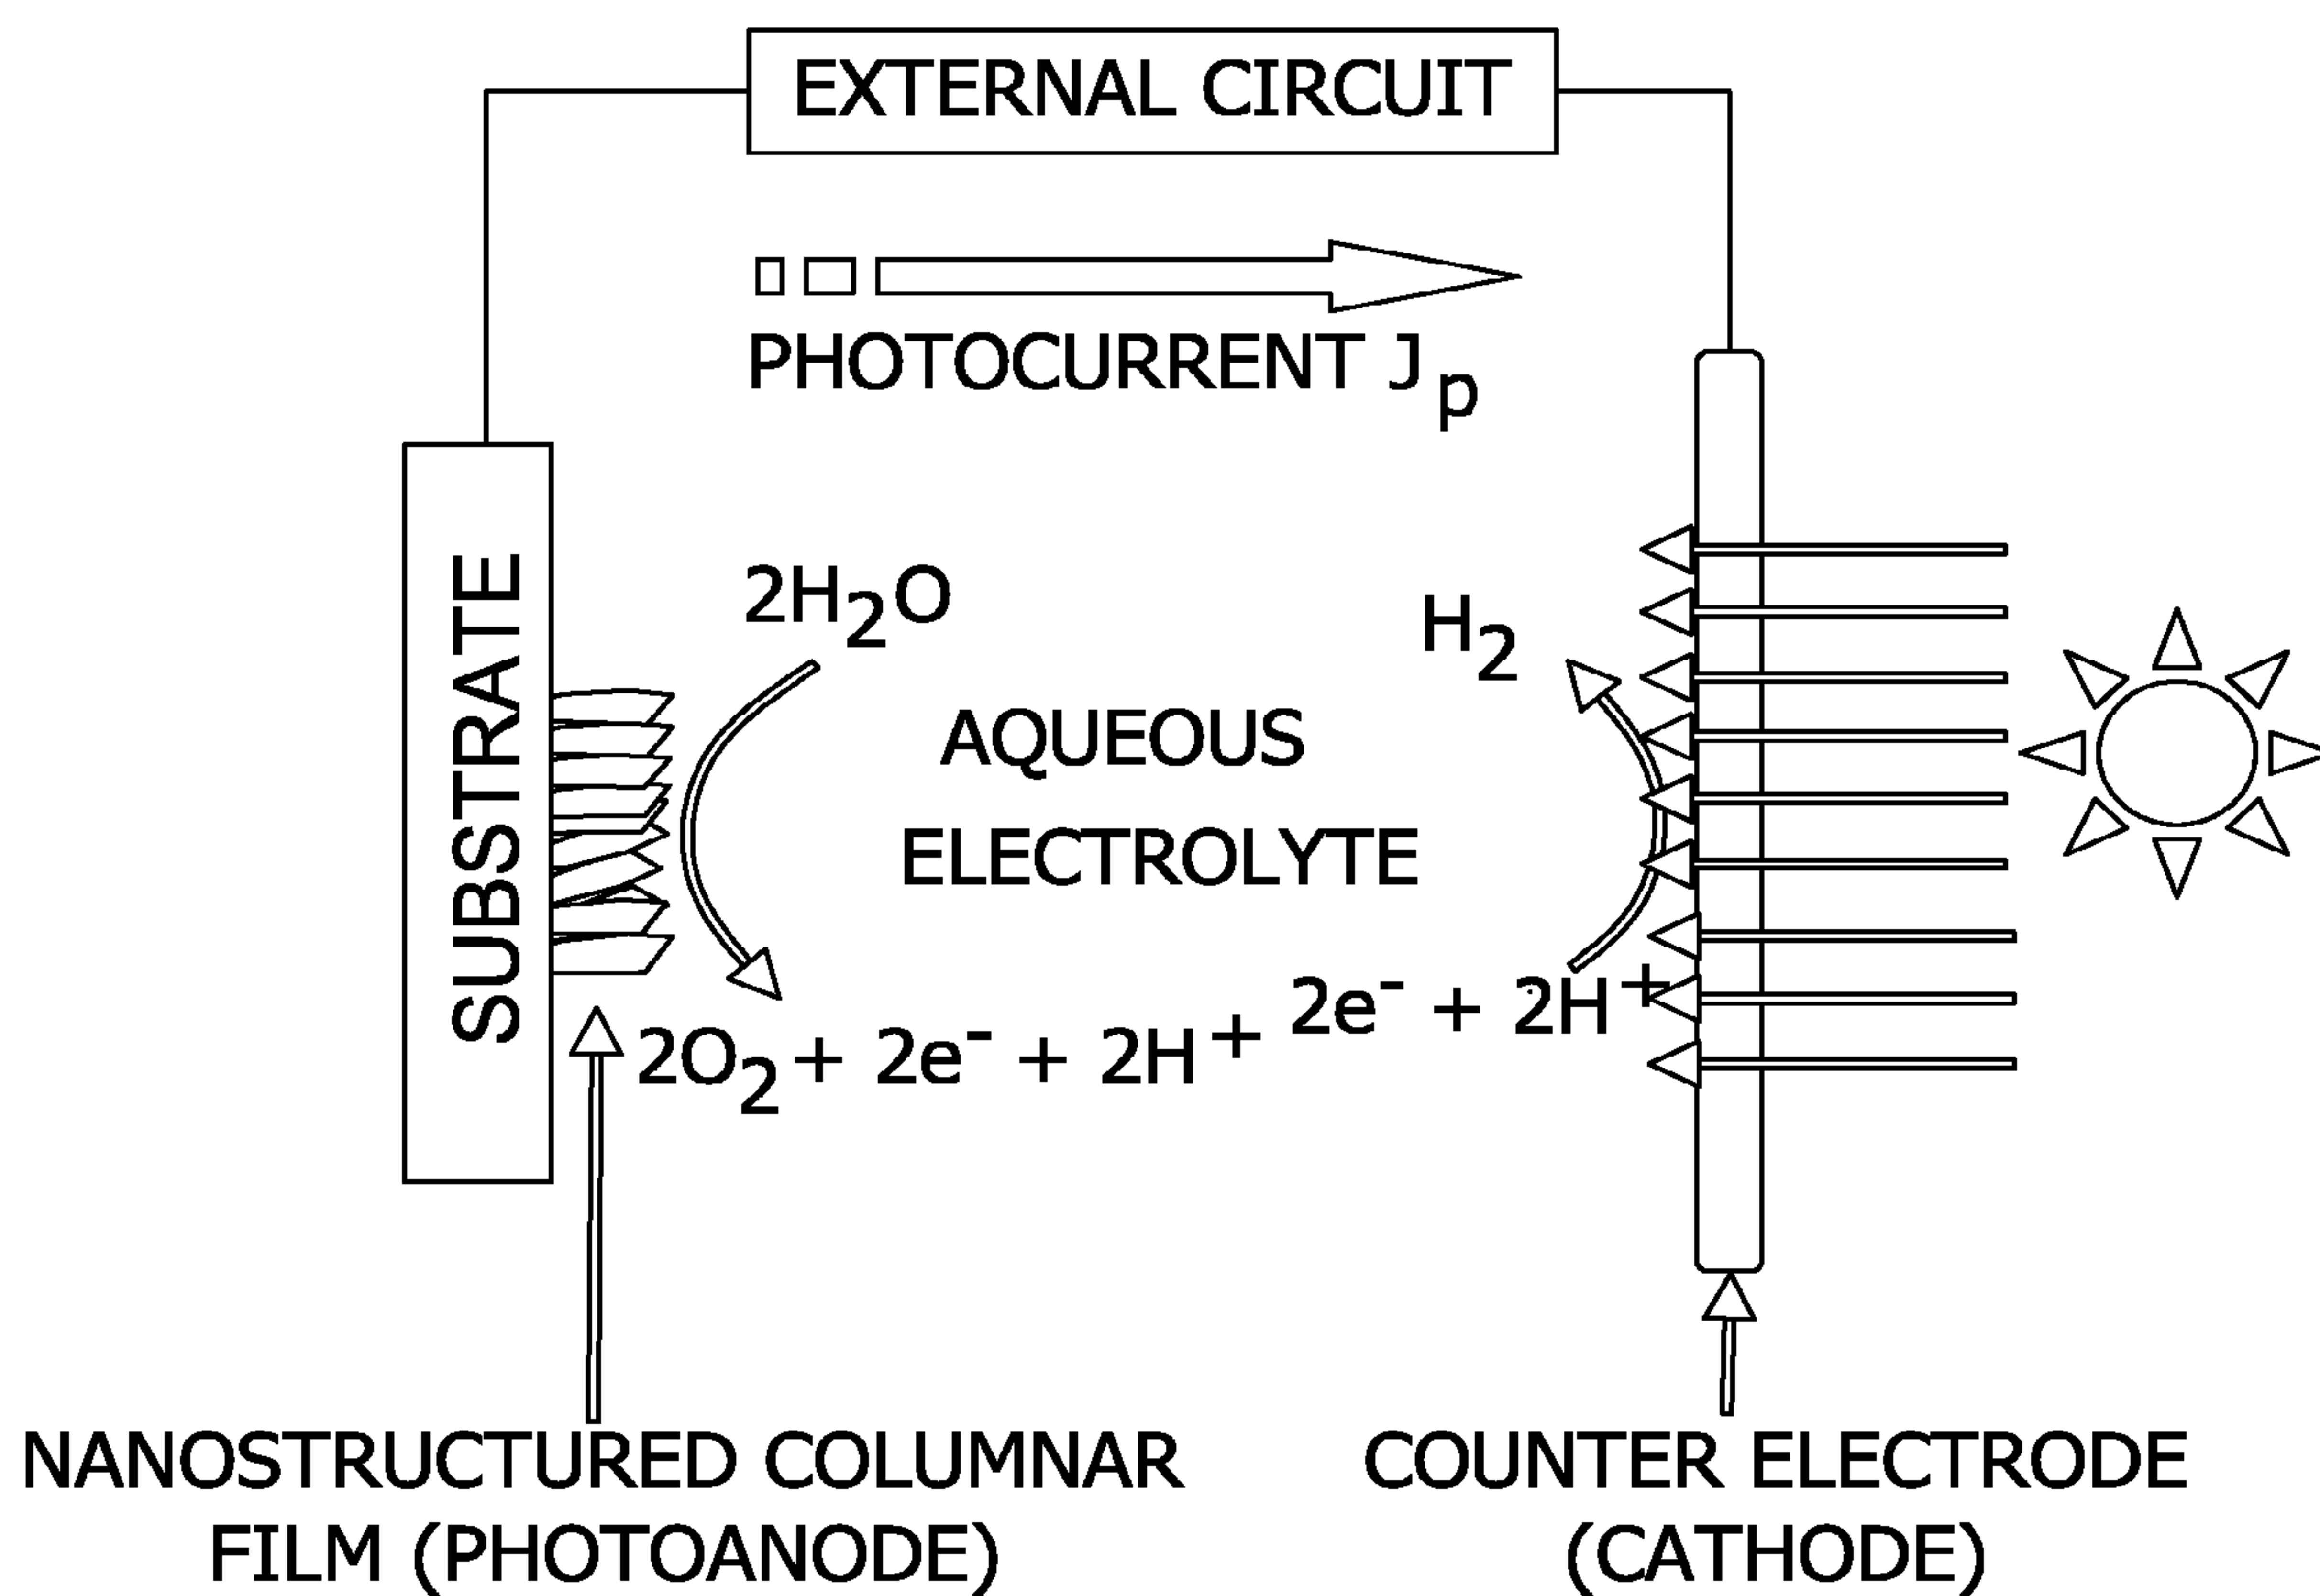 EXTERNAL CIRCUIT
PHOTOCURRENT Jp
SUBSTRATE
2H₂O
H₂
AQUEOUS
ELECTROLYTE
2O₂ + 2e⁻ + 2H⁺
2e⁻ + 2H⁺
NANOSTRUCTURED COLUMNAR
FILM (PHOTOANODE)
COUNTER ELECTRODE
(CATHODE)